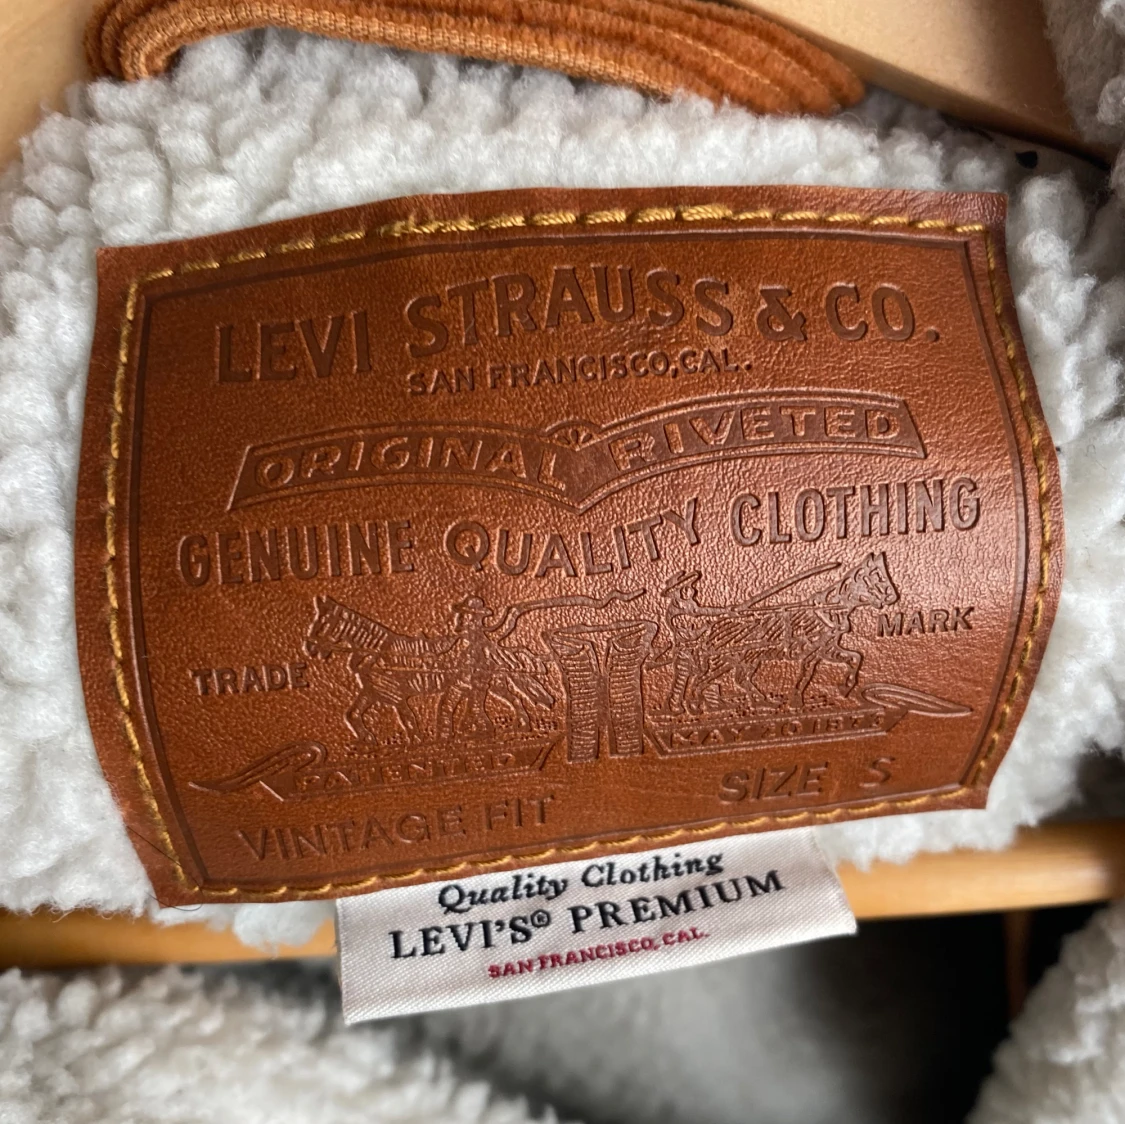 LEVI STRAUSS & CO.
SAN FRANCISCO, CAL.
ORIGINAL RIVETED
GENUINE QUALITY CLOTHING
TRADE MARK
PATENTED MAY 20 1873
VINTAGE FIT SIZE S
Quality Clothing
LEVI'S® PREMIUM
SAN FRANCISCO, CAL.